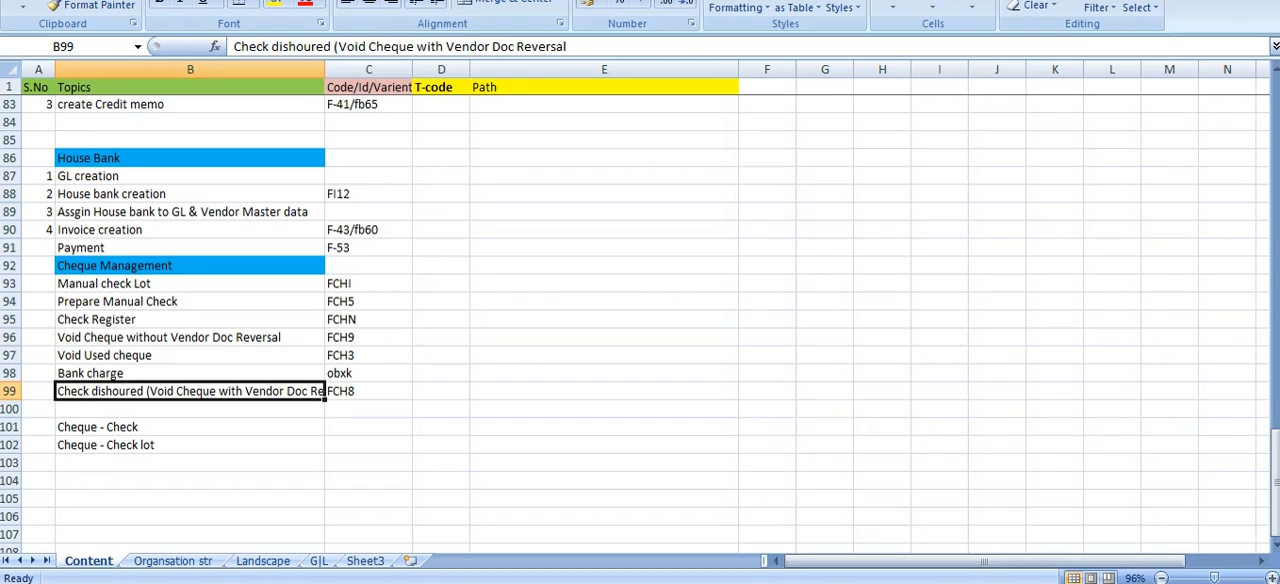 Format Painter
Merge & Center
Formatting as Table Styles
Clear Filter Select
Clipboard Font Alignment Number Styles Cells Editing
B99 fx Check dishoured (Void Cheque with Vendor Doc Reversal
A B C D E F G H I J K L M N
1 S.No Topics Code/Id/Varient T-code Path
83 3 create Credit memo F-41/fb65
84
85
86 House Bank
87 1 GL creation
88 2 House bank creation FI12
89 3 Assgin House bank to GL & Vendor Master data
90 4 Invoice creation F-43/fb60
91 Payment F-53
92 Cheque Management
93 Manual check Lot FCHI
94 Prepare Manual Check FCH5
95 Check Register FCHN
96 Void Cheque without Vendor Doc Reversal FCH9
97 Void Used cheque FCH3
98 Bank charge obxk
99 Check dishoured (Void Cheque with Vendor Doc Re FCH8
100
101 Cheque - Check
102 Cheque - Check lot
103
104
105
106
107
108
Content Organsation str Landscape G|L Sheet3
Ready 96%